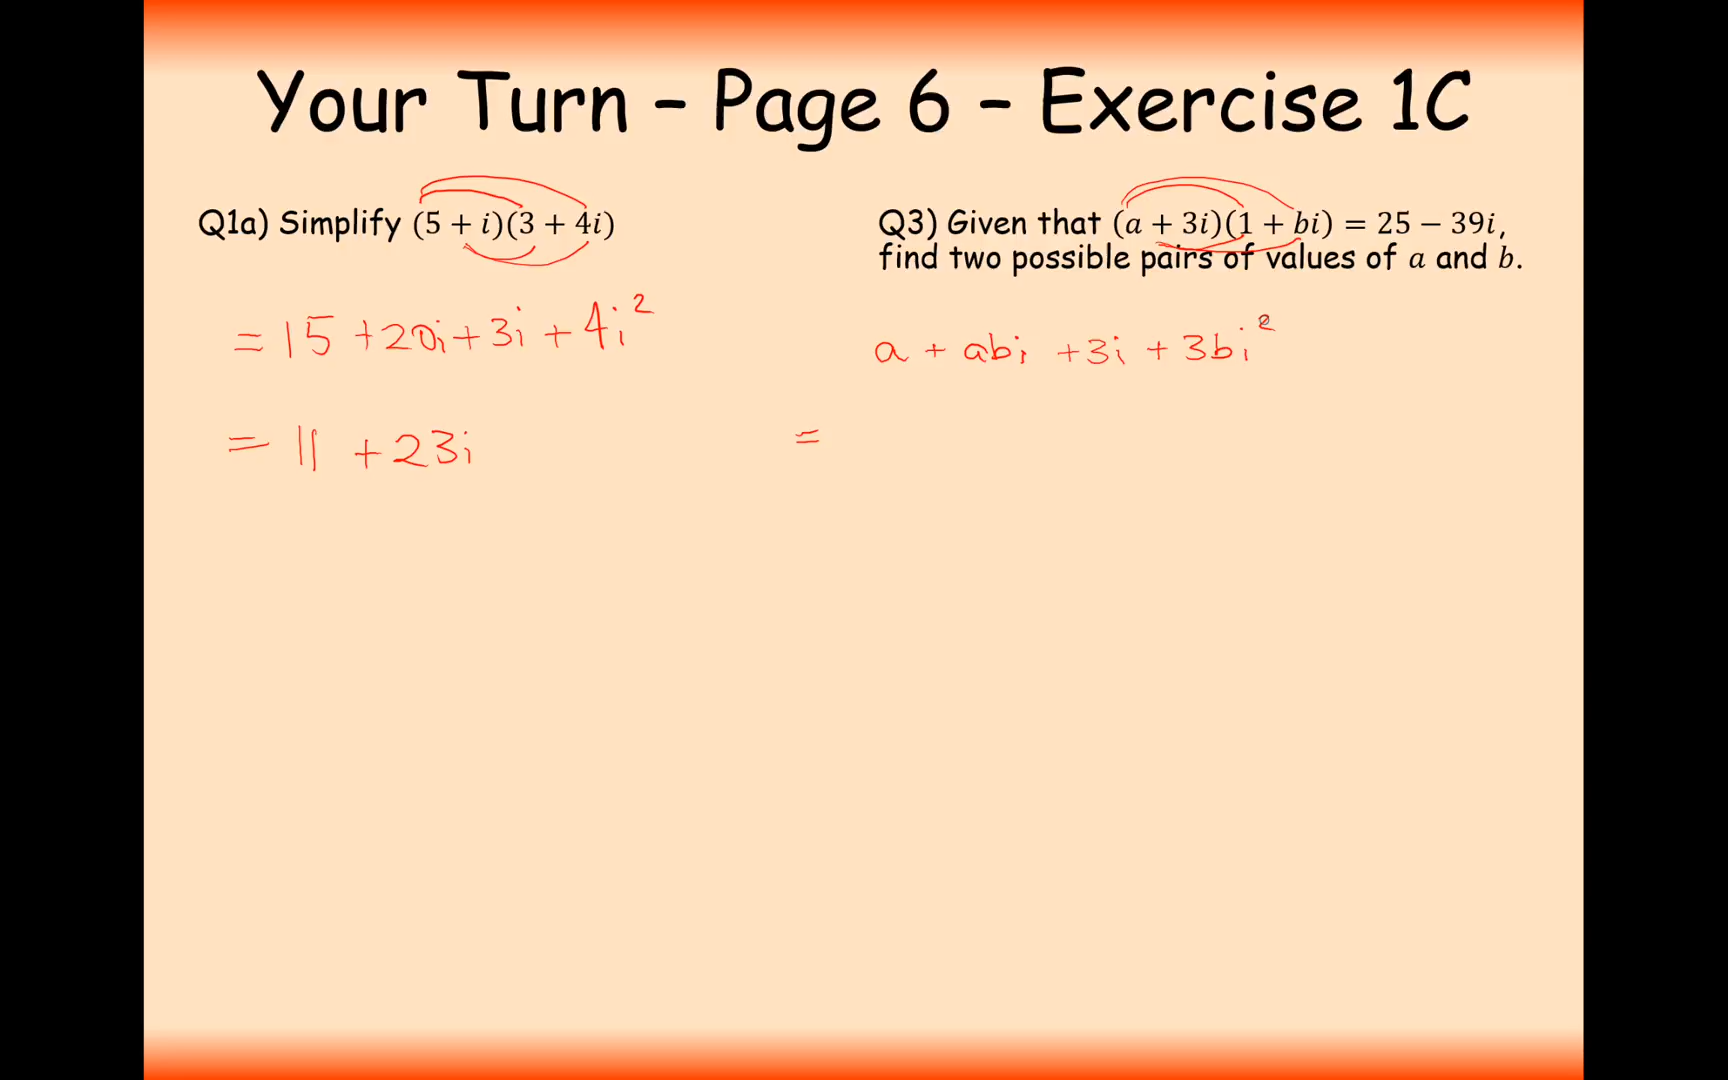 Your Turn – Page 6 – Exercise 1C
Q1a) Simplify (5 + i)(3 + 4i)
= 15 + 20i + 3i + 4i²
= 11 + 23i
Q3) Given that (a + 3i)(1 + bi) = 25 − 39i,
find two possible pairs of values of a and b.
a + abi + 3i + 3bi²
=